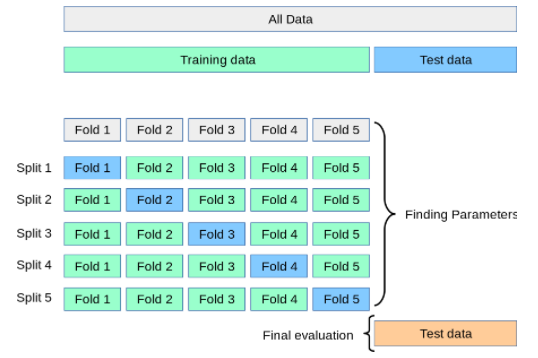 All Data
Training data Test data
Fold 1 Fold 2 Fold 3 Fold 4 Fold 5
Split 1 Fold 1 Fold 2 Fold 3 Fold 4 Fold 5
Split 2 Fold 1 Fold 2 Fold 3 Fold 4 Fold 5
Finding Parameters
Split 3 Fold 1 Fold 2 Fold 3 Fold 4 Fold 5
Split 4 Fold 1 Fold 2 Fold 3 Fold 4 Fold 5
Split 5 Fold 1 Fold 2 Fold 3 Fold 4 Fold 5
Final evaluation Test data